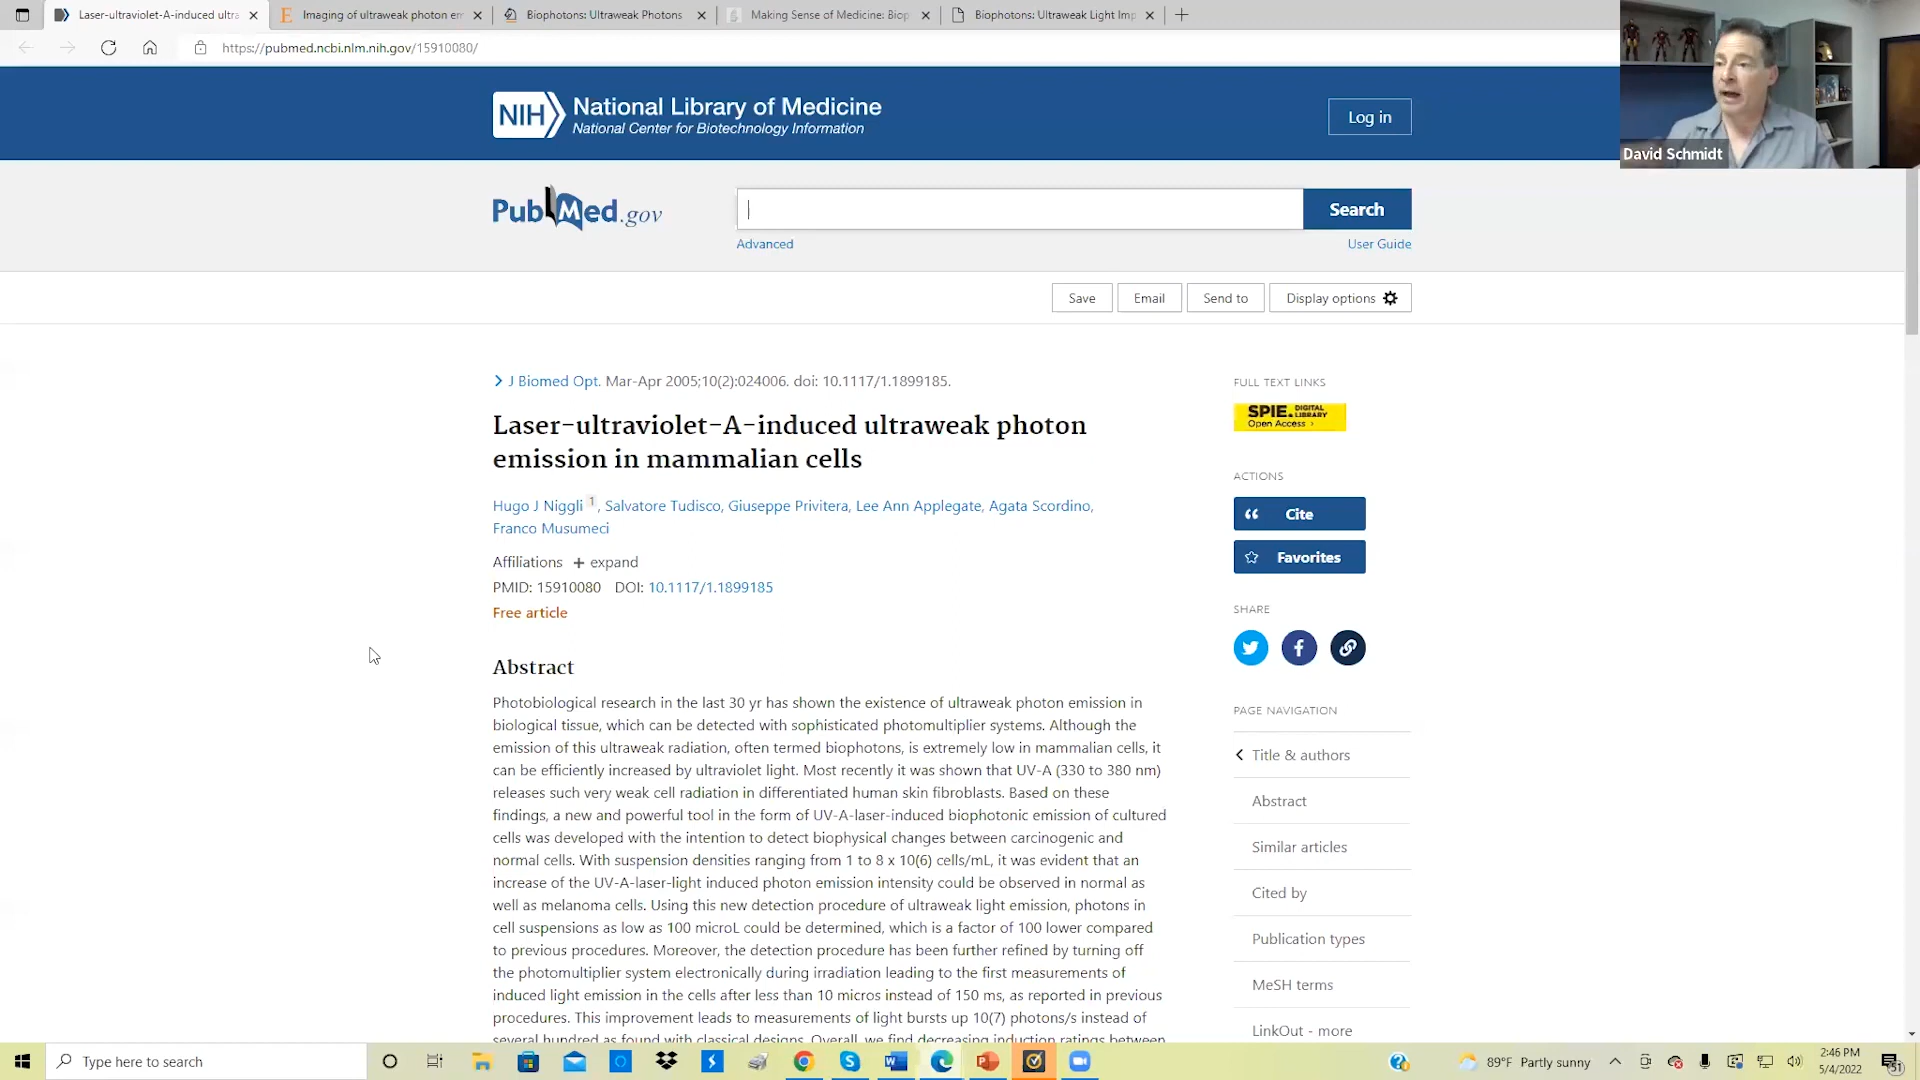 Laser-ultraviolet-A-induced ultra
Imaging of ultraweak photon em
Biophotons: Ultraweak Photons
Making Sense of Medicine: Biop
Biophotons: Ultraweak Light Imp
https://pubmed.ncbi.nlm.nih.gov/15910080/
NIH National Library of Medicine
National Center for Biotechnology Information
Log in
David Schmidt
PubMed.gov
Search
Advanced
User Guide
Save
Email
Send to
Display options
J Biomed Opt. Mar-Apr 2005;10(2):024006. doi: 10.1117/1.1899185.
Laser-ultraviolet-A-induced ultraweak photon
emission in mammalian cells
Hugo J Niggli 1, Salvatore Tudisco, Giuseppe Privitera, Lee Ann Applegate, Agata Scordino,
Franco Musumeci
Affiliations + expand
PMID: 15910080 DOI: 10.1117/1.1899185
Free article
Abstract
Photobiological research in the last 30 yr has shown the existence of ultraweak photon emission in
biological tissue, which can be detected with sophisticated photomultiplier systems. Although the
emission of this ultraweak radiation, often termed biophotons, is extremely low in mammalian cells, it
can be efficiently increased by ultraviolet light. Most recently it was shown that UV-A (330 to 380 nm)
releases such very weak cell radiation in differentiated human skin fibroblasts. Based on these
findings, a new and powerful tool in the form of UV-A-laser-induced biophotonic emission of cultured
cells was developed with the intention to detect biophysical changes between carcinogenic and
normal cells. With suspension densities ranging from 1 to 8 x 10(6) cells/mL, it was evident that an
increase of the UV-A-laser-light induced photon emission intensity could be observed in normal as
well as melanoma cells. Using this new detection procedure of ultraweak light emission, photons in
cell suspensions as low as 100 microL could be determined, which is a factor of 100 lower compared
to previous procedures. Moreover, the detection procedure has been further refined by turning off
the photomultiplier system electronically during irradiation leading to the first measurements of
induced light emission in the cells after less than 10 micros instead of 150 ms, as reported in previous
procedures. This improvement leads to measurements of light bursts up 10(7) photons/s instead of
several hundred as found with classical designs. Overall, we find decreasing induction ratings between
FULL TEXT LINKS
SPIE. DIGITAL LIBRARY
Open Access
ACTIONS
Cite
Favorites
SHARE
PAGE NAVIGATION
Title & authors
Abstract
Similar articles
Cited by
Publication types
MeSH terms
LinkOut - more
Type here to search
89°F Partly sunny
2:46 PM
5/4/2022
51